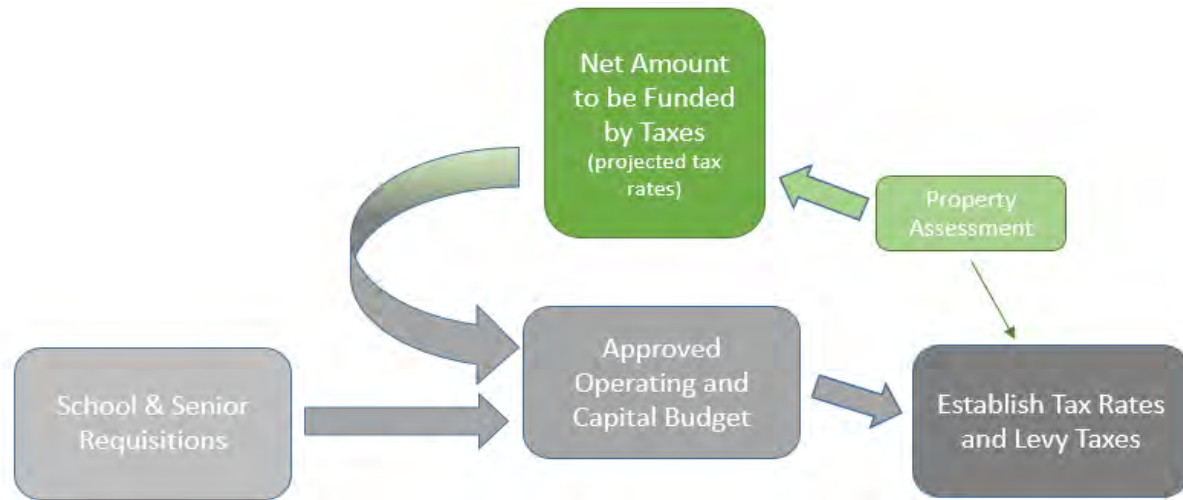 Net Amount
to be Funded
by Taxes
(projected tax
rates)
Property
Assessment
School & Senior
Requisitions
Approved
Operating and
Capital Budget
Establish Tax Rates
and Levy Taxes